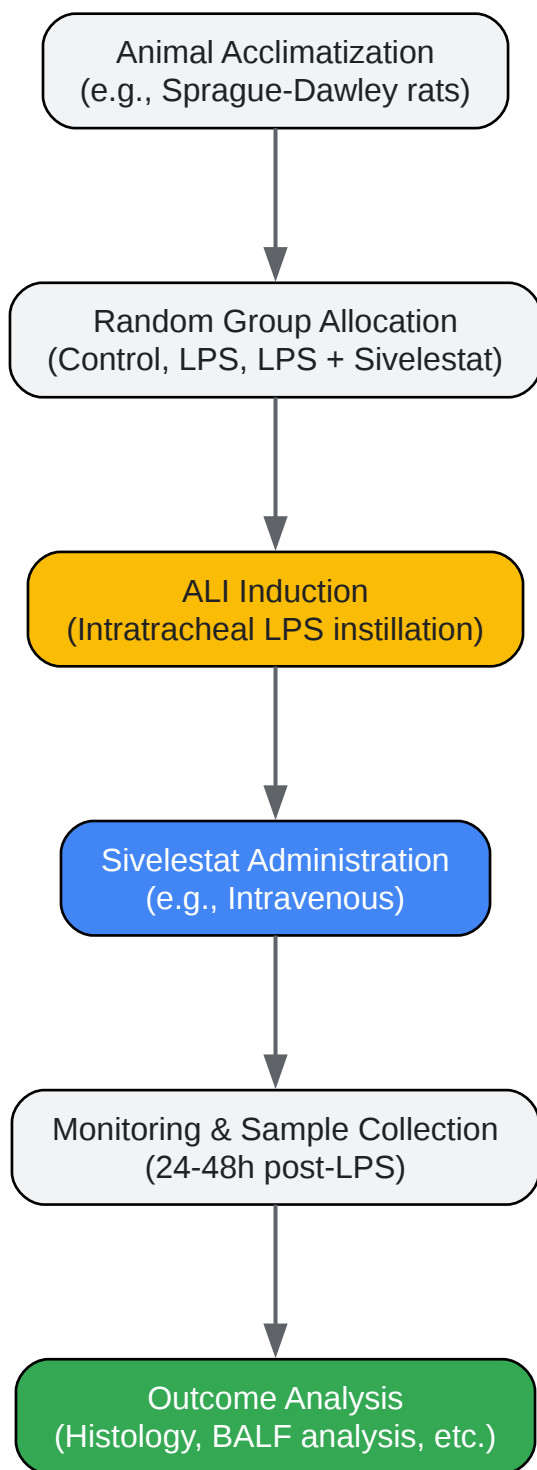 Animal Acclimatization
(e.g., Sprague-Dawley rats)
Random Group Allocation
(Control, LPS, LPS + Sivelestat)
ALI Induction
(Intratracheal LPS instillation)
Sivelestat Administration
(e.g., Intravenous)
Monitoring & Sample Collection
(24-48h post-LPS)
Outcome Analysis
(Histology, BALF analysis, etc.)